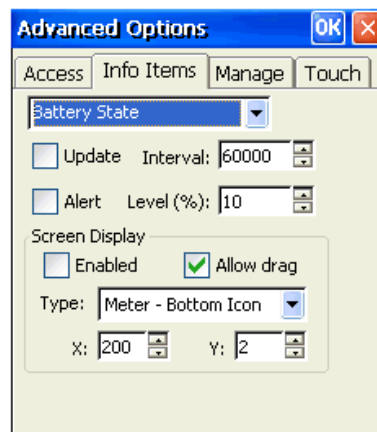 Advanced Options OK
Access Info Items Manage Touch
Battery State
Update Interval: 60000
Alert Level (%): 10
Screen Display
Enabled Allow drag
Type: Meter - Bottom Icon
X: 200 Y: 2